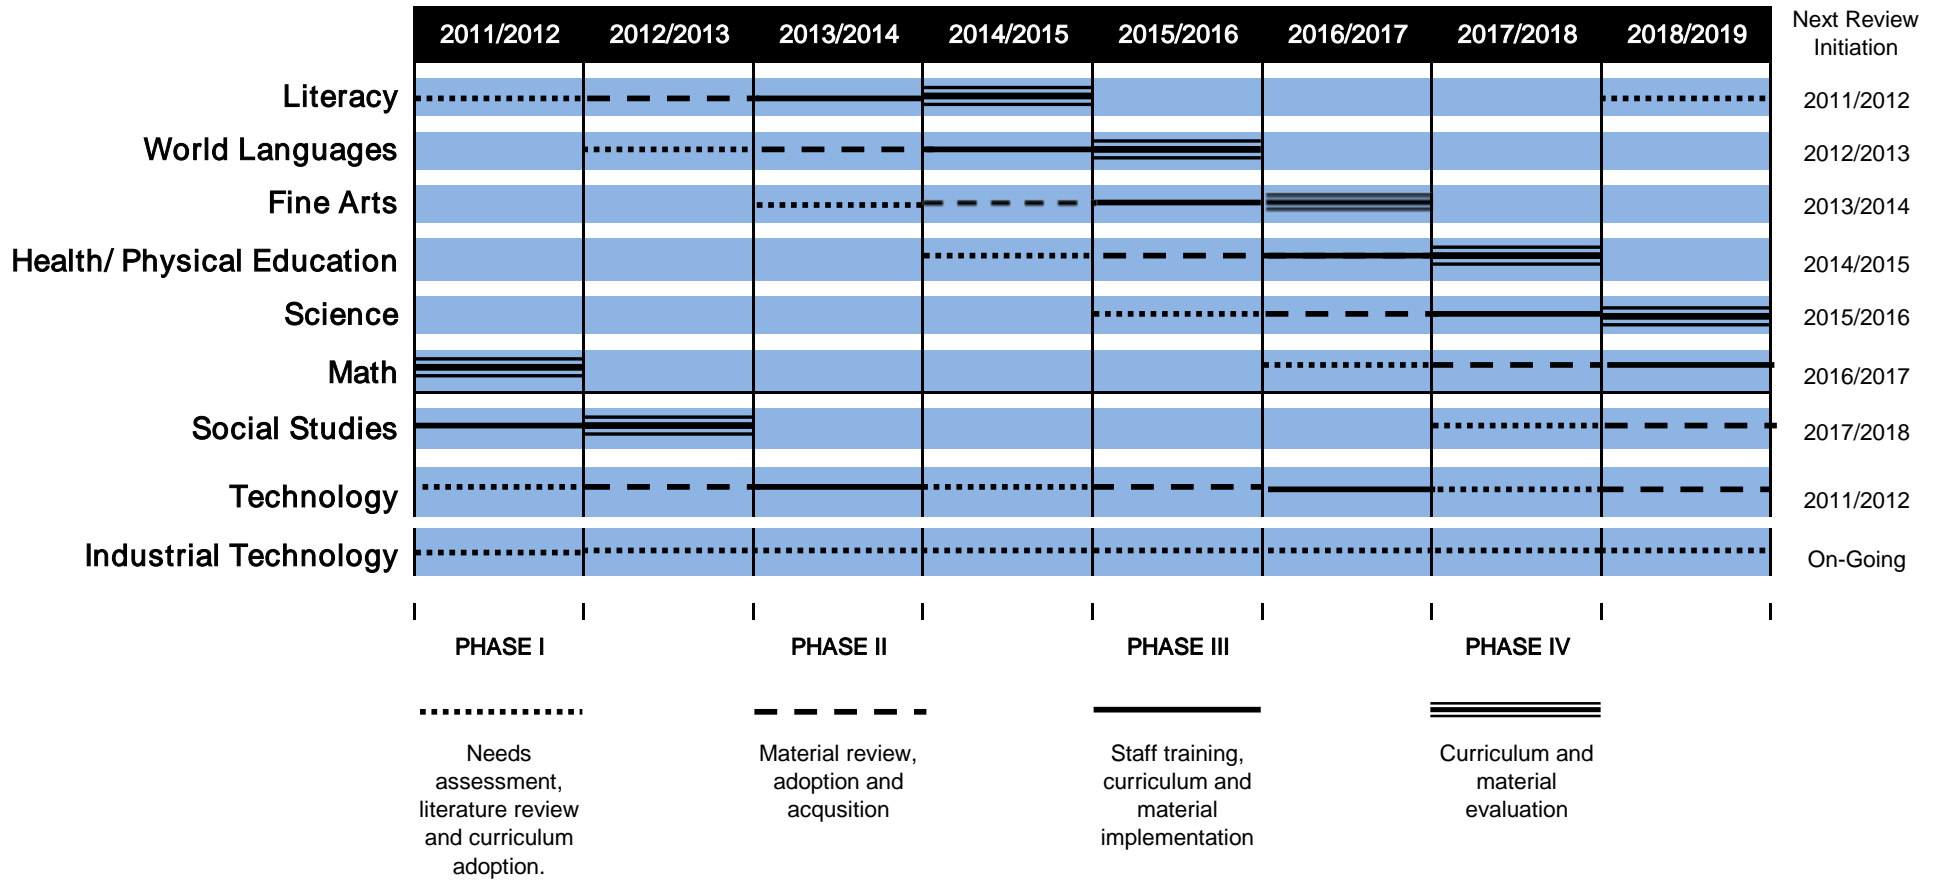 2011/2012 2012/2013 2013/2014 2014/2015 2015/2016 2016/2017 2017/2018 2018/2019
Next Review
Initiation
Literacy 2011/2012
World Languages 2012/2013
Fine Arts 2013/2014
Health/ Physical Education 2014/2015
Science 2015/2016
Math 2016/2017
Social Studies 2017/2018
Technology 2011/2012
Industrial Technology On-Going
PHASE I PHASE II PHASE III PHASE IV
Needs
assessment,
literature review
and curriculum
adoption.
Material review,
adoption and
acqusition
Staff training,
curriculum and
material
implementation
Curriculum and
material
evaluation